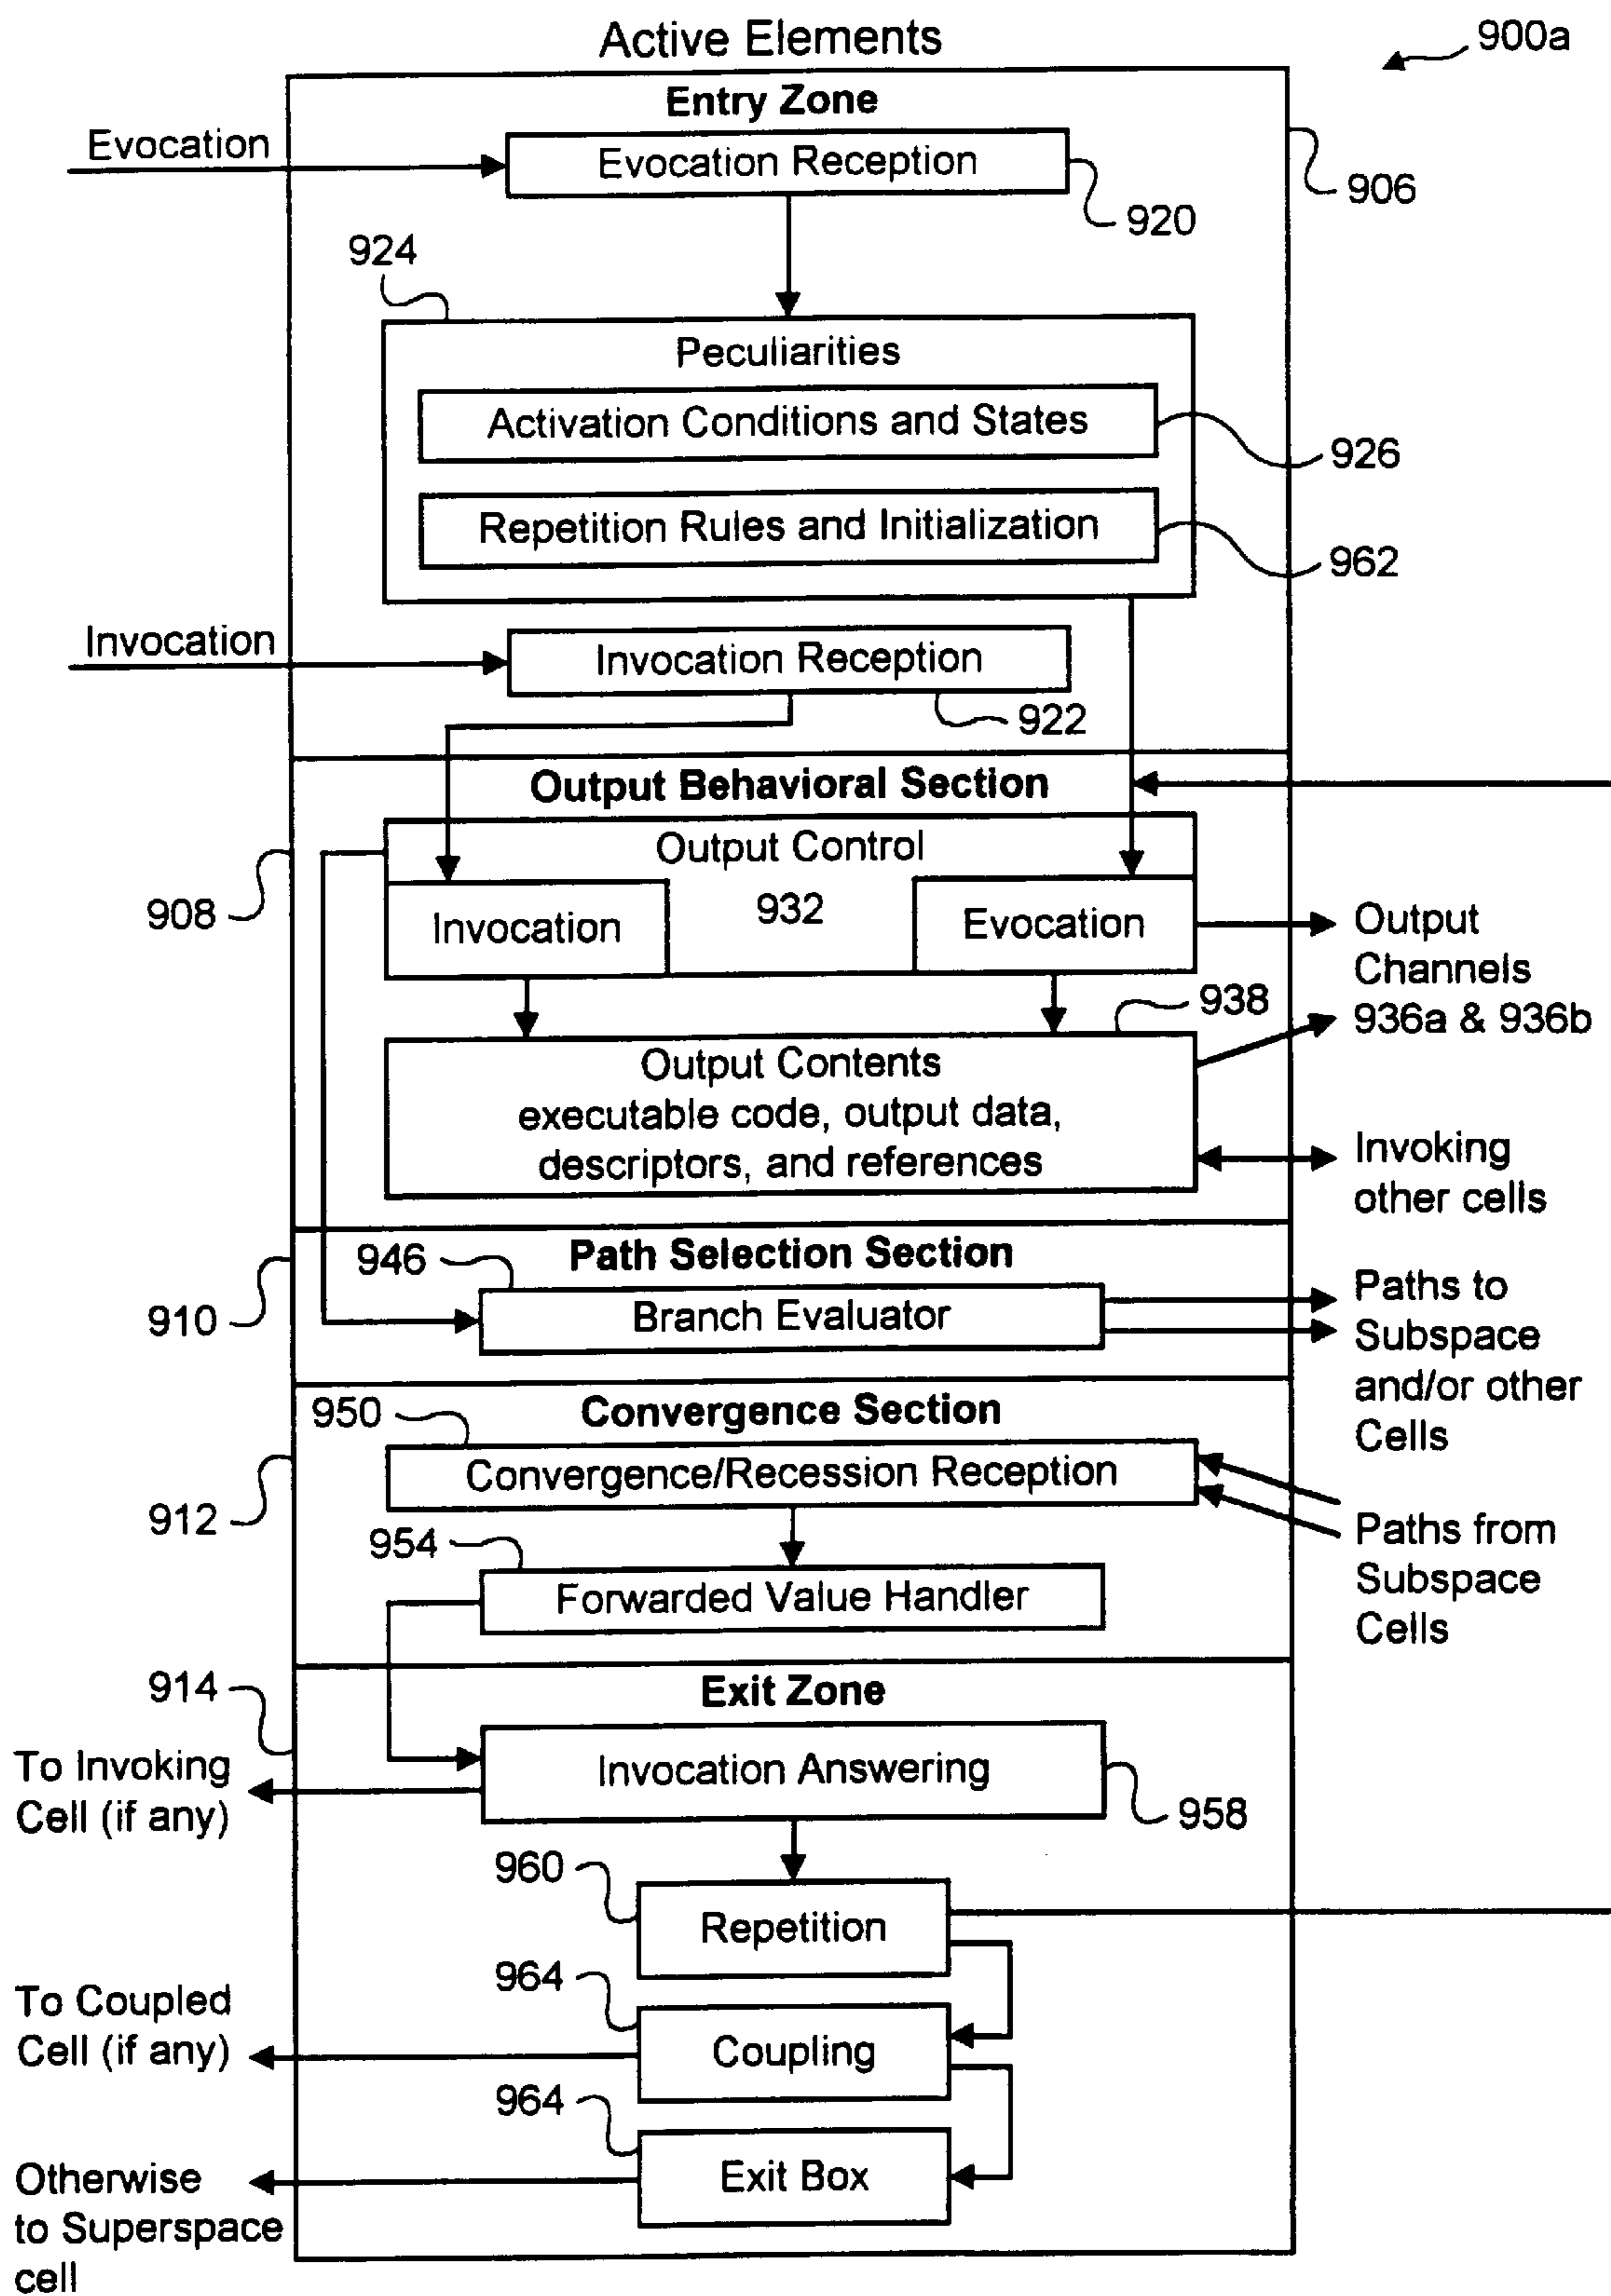 Active Elements
900a
Entry Zone
Evocation
Evocation Reception
906
920
924
Peculiarities
Activation Conditions and States
926
Repetition Rules and Initialization
962
Invocation
Invocation Reception
922
Output Behavioral Section
Output Control
908
932
Invocation
Evocation
Output
Channels
936a & 936b
938
Output Contents
executable code, output data,
descriptors, and references
Invoking
other cells
Path Selection Section
946
910
Branch Evaluator
Paths to
Subspace
and/or other
Cells
950
Convergence Section
Convergence/Recession Reception
912
954
Paths from
Subspace
Cells
Forwarded Value Handler
914
Exit Zone
Invocation Answering
To Invoking
Cell (if any)
958
960
Repetition
964
To Coupled
Cell (if any)
Coupling
964
Exit Box
Otherwise
to Superspace
cell